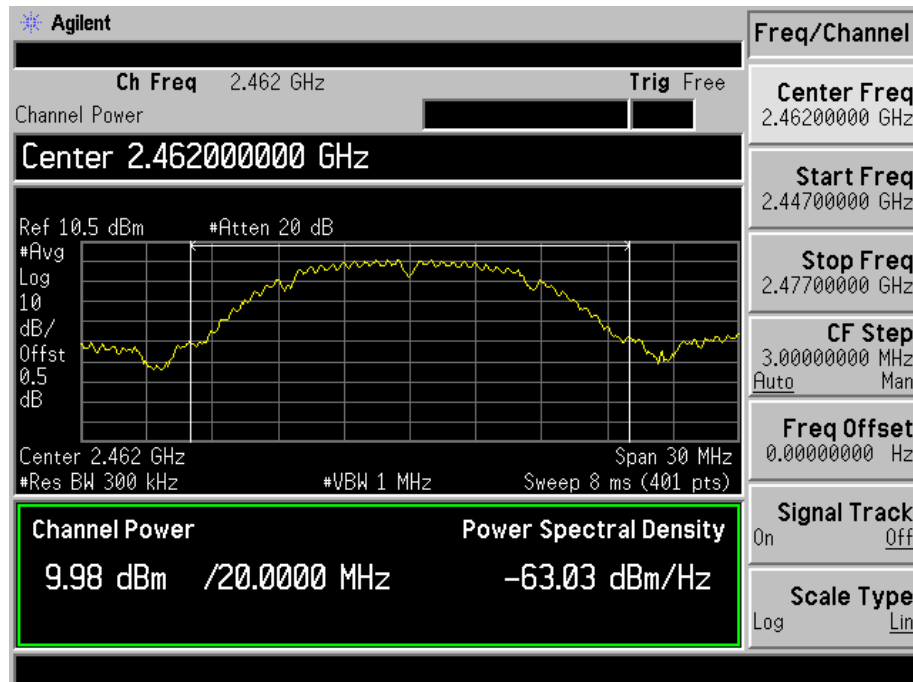 Agilent
Ch Freq 2.462 GHz Trig Free
Channel Power
Center 2.462000000 GHz
Ref 10.5 dBm #Atten 20 dB
#Avg
Log
10
dB/
Offst
0.5
dB
Center 2.462 GHz Span 30 MHz
#Res BW 300 kHz #VBW 1 MHz Sweep 8 ms (401 pts)
Channel Power Power Spectral Density
9.98 dBm /20.0000 MHz -63.03 dBm/Hz
Freq/Channel
Center Freq
2.46200000 GHz
Start Freq
2.44700000 GHz
Stop Freq
2.47700000 GHz
CF Step
3.00000000 MHz
Auto Man
Freq Offset
0.00000000 Hz
Signal Track
On Off
Scale Type
Log Lin